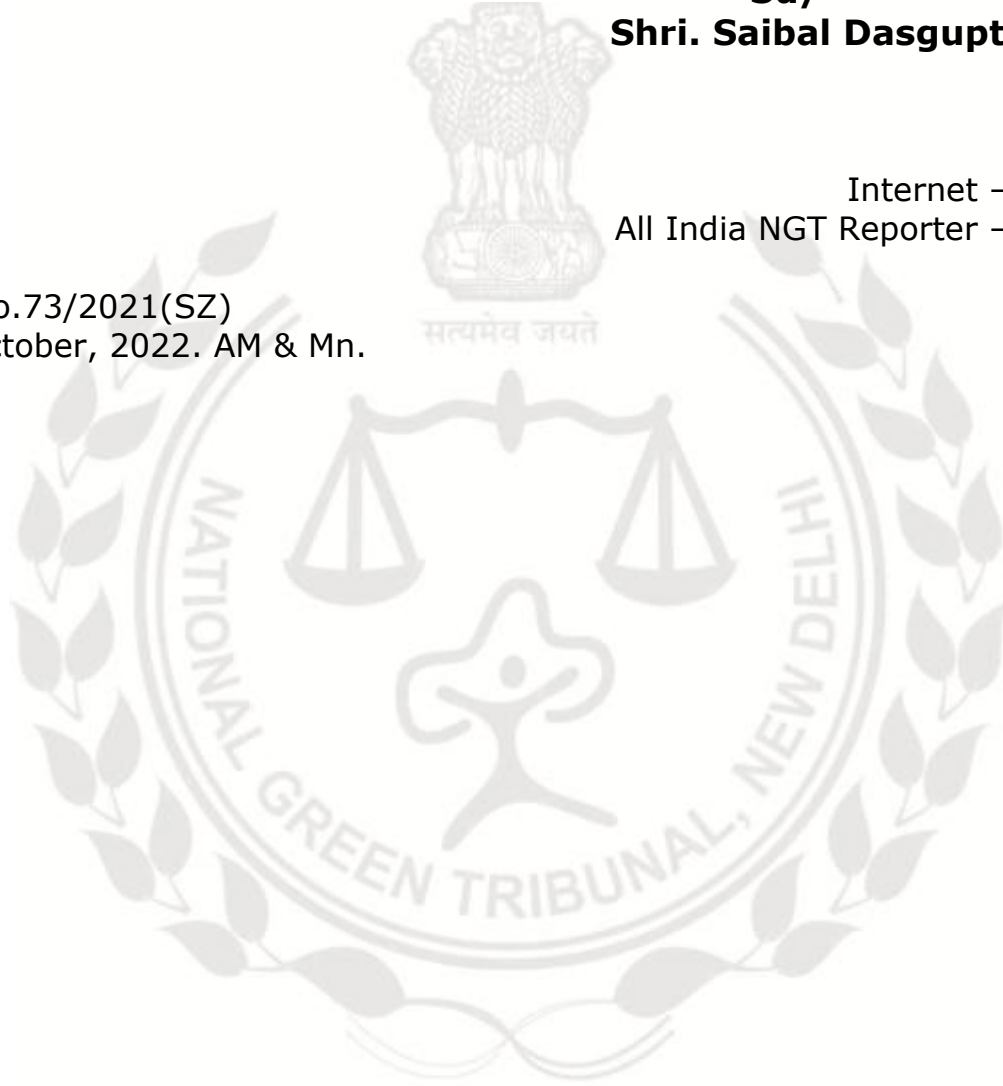 Sd/
Shri. Saibal Dasgupt
Internet –
All India NGT Reporter –
o.73/2021(SZ)
tober, 2022. AM & Mn.
सत्यमेव जयते
NATIONAL GREEN TRIBUNAL, NEW DELHI